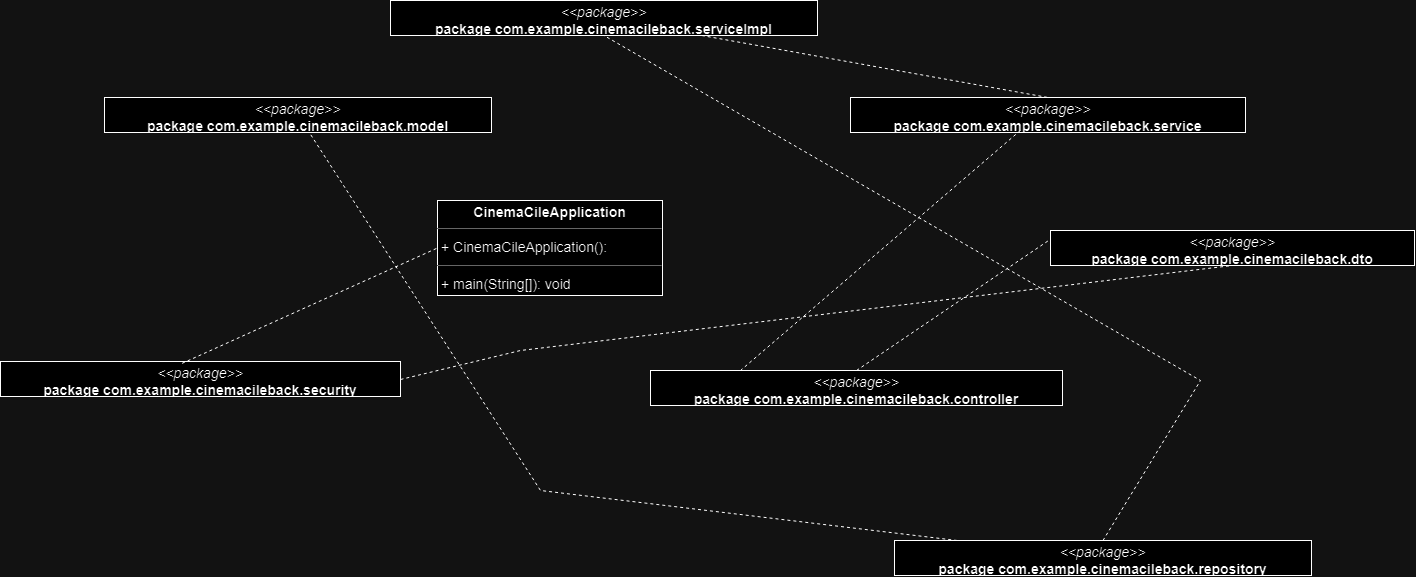 <<package>>
package com.example.cinemacileback.serviceImpl
<<package>>
package com.example.cinemacileback.model
<<package>>
package com.example.cinemacileback.service
CinemaCileApplication
+ CinemaCileApplication():
+ main(String[]): void
<<package>>
package com.example.cinemacileback.dto
<<package>>
package com.example.cinemacileback.security
<<package>>
package com.example.cinemacileback.controller
<<package>>
package com.example.cinemacileback.repository